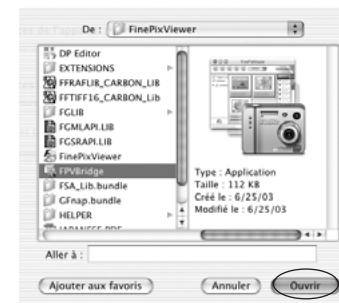 De : FinePixViewer
DP Editor
EXTENSIONS
FFRAFLIB_CARBON_LIB
FFTIFF16_CARBON_Lib
FGLIB
FGMLAPI.LIB
FGSRAPI.LIB
FinePixViewer
FPVBridge
FSA_Lib.bundle
GFnap.bundle
HELPER
JAPANESE.PDF
Type : Application
Taille : 112 KB
Créé le : 6/25/03
Modifié le : 6/25/03
Aller à :
Ajouter aux favoris
Annuler
Ouvrir